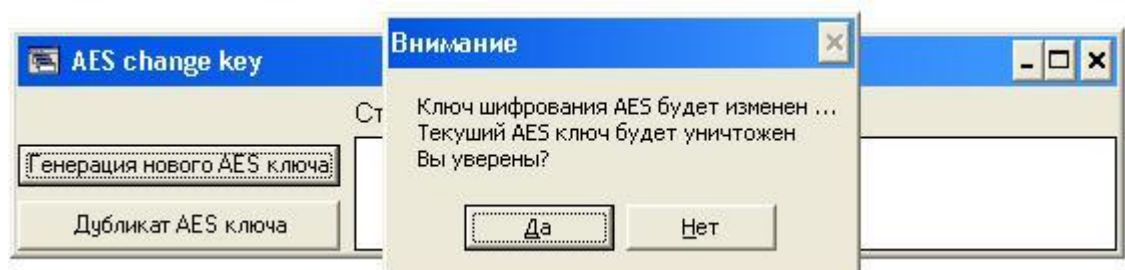 AES change key
Внимание
Ст
Ключ шифрования AES будет изменен ...
Текущий AES ключ будет уничтожен
Вы уверены?
Генерация нового AES ключа
Дубликат AES ключа
Да
Нет